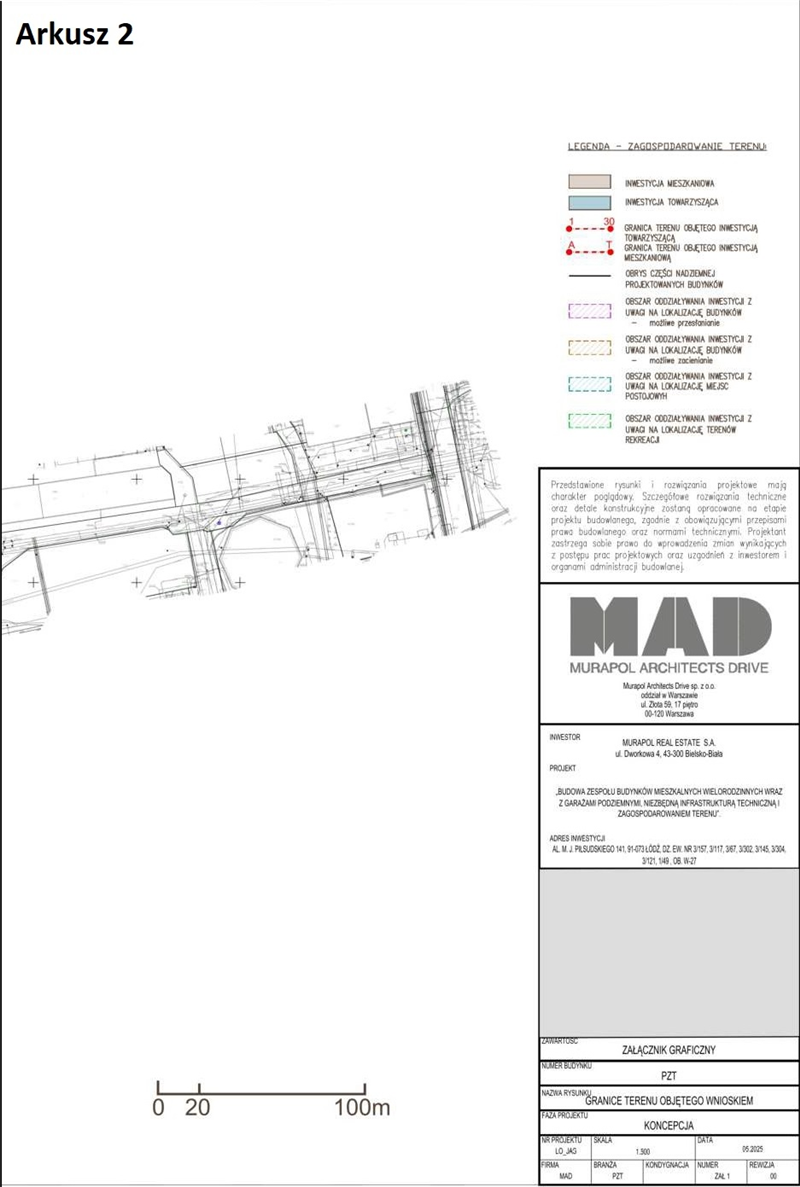 Arkusz 2
LEGENDA – ZAGOSPODAROWANIE TERENU:
INWESTYCJA MIESZKANIOWA
INWESTYCJA TOWARZYSZĄCA
1 30
GRANICA TERENU OBJĘTEGO INWESTYCJĄ
TOWARZYSZĄCĄ
A T
GRANICA TERENU OBJĘTEGO INWESTYCJĄ
MIESZKANIOWĄ
OBRYS CZĘŚCI NADZIEMNEJ
PROJEKTOWANYCH BUDYNKÓW
OBSZAR ODDZIAŁYWANIA INWESTYCJI Z
UWAGI NA LOKALIZACJĘ BUDYNKÓW
– możliwe przesłanianie
OBSZAR ODDZIAŁYWANIA INWESTYCJI Z
UWAGI NA LOKALIZACJĘ BUDYNKÓW
– możliwe zacienianie
OBSZAR ODDZIAŁYWANIA INWESTYCJI Z
UWAGI NA LOKALIZACJĘ MIEJSC
POSTOJOWYH
OBSZAR ODDZIAŁYWANIA INWESTYCJI Z
UWAGI NA LOKALIZACJĘ TERENÓW
REKREACJI
Przedstawione rysunki i rozwiązania projektowe mają
charakter poglądowy. Szczegółowe rozwiązania techniczne
oraz detale konstrukcyjne zostaną opracowane na etapie
projektu budowlanego, zgodnie z obowiązującymi przepisami
prawa budowlanego oraz normami technicznymi. Projektant
zastrzega sobie prawo do wprowadzenia zmian wynikających
z postępu prac projektowych oraz uzgodnień z inwestorem i
organami administracji budowlanej.
MAD
MURAPOL ARCHITECTS DRIVE
Murapol Architects Drive sp. z o.o.
oddział w Warszawie
ul. Złota 59, 17 piętro
00-120 Warszawa
INWESTOR
MURAPOL REAL ESTATE S.A.
ul. Dworkowa 4, 43-300 Bielsko-Biała
PROJEKT
„BUDOWA ZESPOŁU BUDYNKÓW MIESZKALNYCH WIELORODZINNYCH WRAZ
Z GARAŻAMI PODZIEMNYMI, NIEZBĘDNĄ INFRASTRUKTURĄ TECHNICZNĄ I
ZAGOSPODAROWANIEM TERENU”.
ADRES INWESTYCJI
AL. M. J. PIŁSUDSKIEGO 141, 91-073 ŁÓDŹ, DZ. EW. NR 3/157, 3/117, 3/67, 3/302, 3/145, 3/304,
3/121, 1/49 , OB. W-27
ZAWARTOŚĆ
ZAŁĄCZNIK GRAFICZNY
NUMER BUDYNKU
PZT
NAZWA RYSUNKU
GRANICE TERENU OBJĘTEGO WNIOSKIEM
FAZA PROJEKTU
KONCEPCJA
NR PROJEKTU SKALA DATA
LO_JAG 1:500 05.2025
FIRMA BRANŻA KONDYGNACJA NUMER REWIZJA
MAD PZT ZAŁ 1 00
0 20 100m